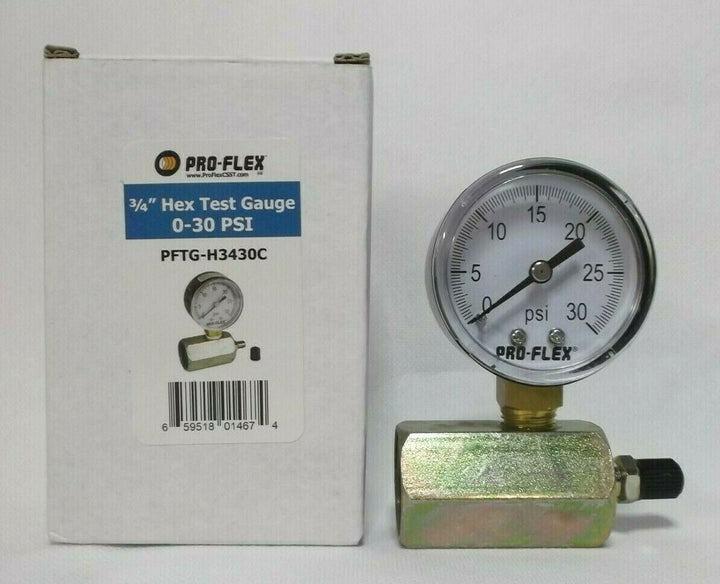 PRO-FLEX
www.ProFlexCSST.com
3/4" Hex Test Gauge
0-30 PSI
PFTG-H3430C
6 59518 01467 4
0 5 10 15 20 25 30
psi
PRO-FLEX®